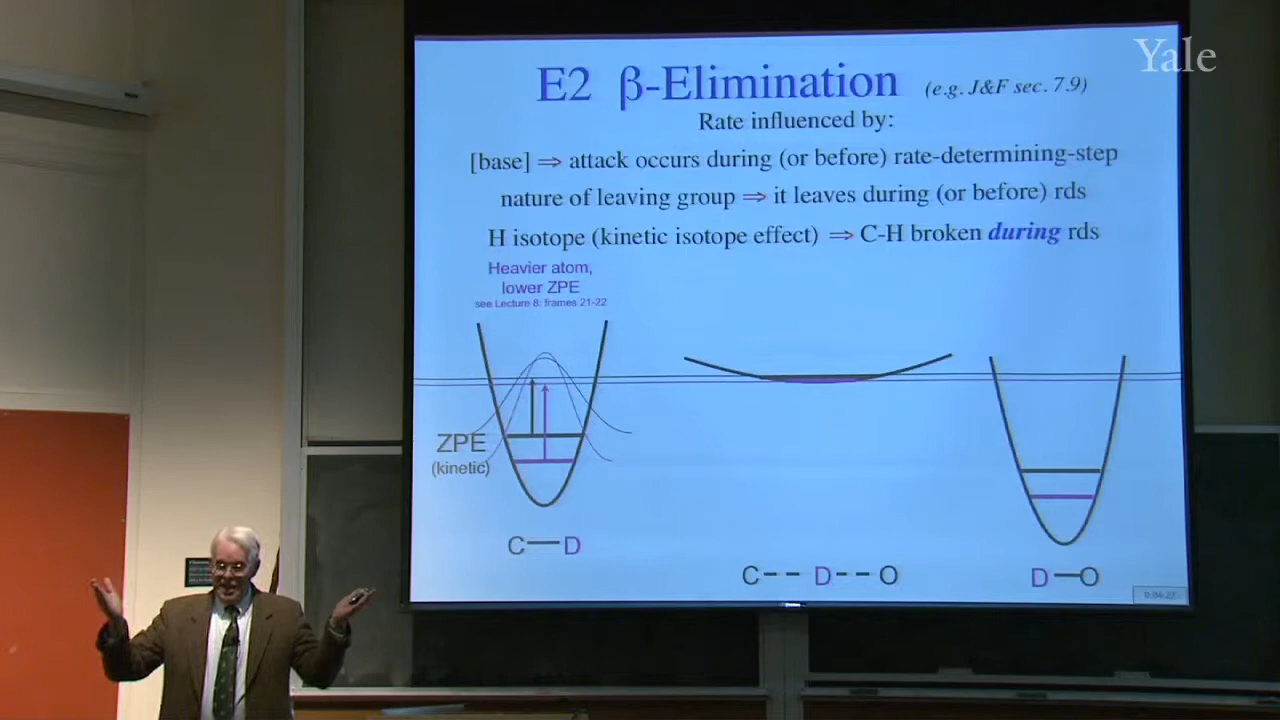 Yale
E2 β-Elimination (e.g. J&F sec. 7.9)
Rate influenced by:
[base] ⇒ attack occurs during (or before) rate-determining-step
nature of leaving group ⇒ it leaves during (or before) rds
H isotope (kinetic isotope effect) ⇒ C-H broken during rds
Heavier atom,
lower ZPE
see Lecture 8: frames 21-22
ZPE
(kinetic)
C—D
C-- D--O
D—O